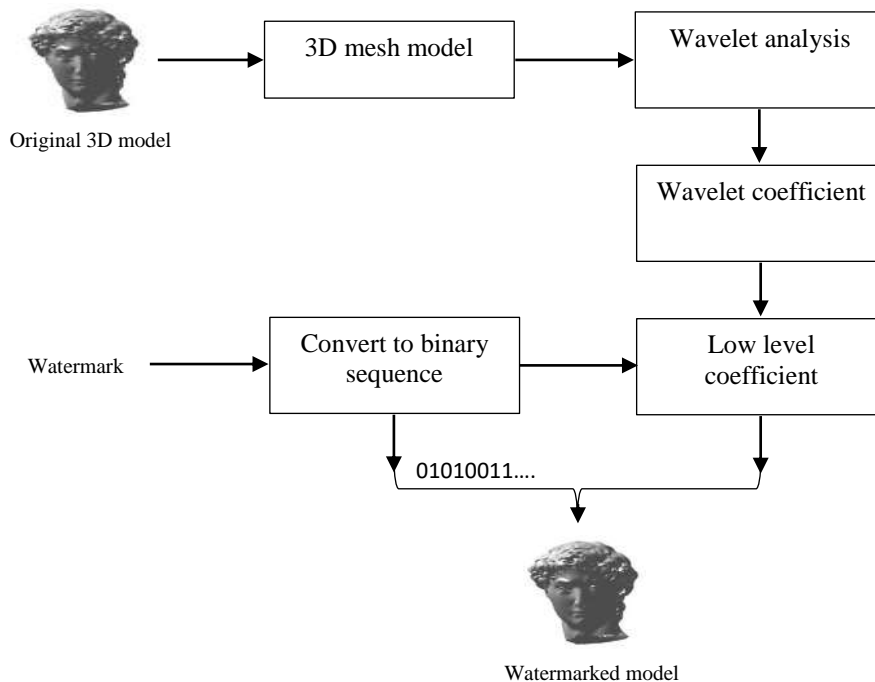 3D mesh model
Wavelet analysis
Original 3D model
Wavelet coefficient
Watermark
Convert to binary
sequence
Low level
coefficient
01010011....
Watermarked model